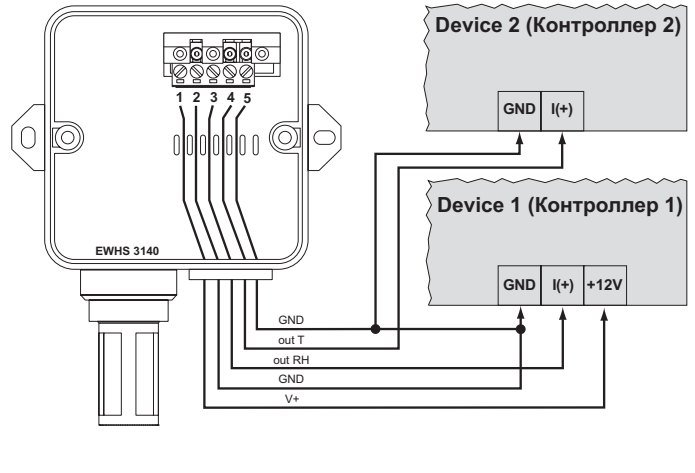 Device 2 (Контроллер 2)
GND I(+)
1 2 3 4 5
Device 1 (Контроллер 1)
EWHS 3140
GND I(+) +12V
GND
out T
out RH
GND
V+